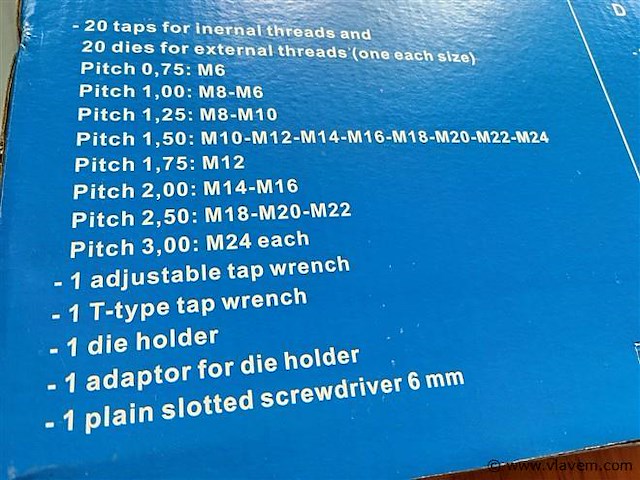 - 20 taps for inernal threads and
20 dies for external threads (one each size)
Pitch 0,75: M6
Pitch 1,00: M8-M6
Pitch 1,25: M8-M10
Pitch 1,50: M10-M12-M14-M16-M18-M20-M22-M24
Pitch 1,75: M12
Pitch 2,00: M14-M16
Pitch 2,50: M18-M20-M22
Pitch 3,00: M24 each
- 1 adjustable tap wrench
- 1 T-type tap wrench
- 1 die holder
- 1 adaptor for die holder
- 1 plain slotted screwdriver 6 mm
D
© www.vlavem.com